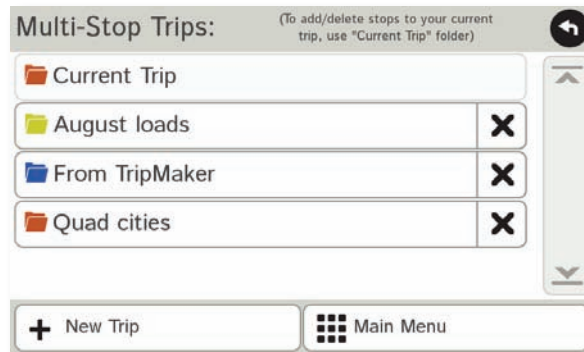 Multi-Stop Trips:
(To add/delete stops to your current
trip, use "Current Trip" folder)
Current Trip
August loads
From TripMaker
Quad cities
New Trip
Main Menu